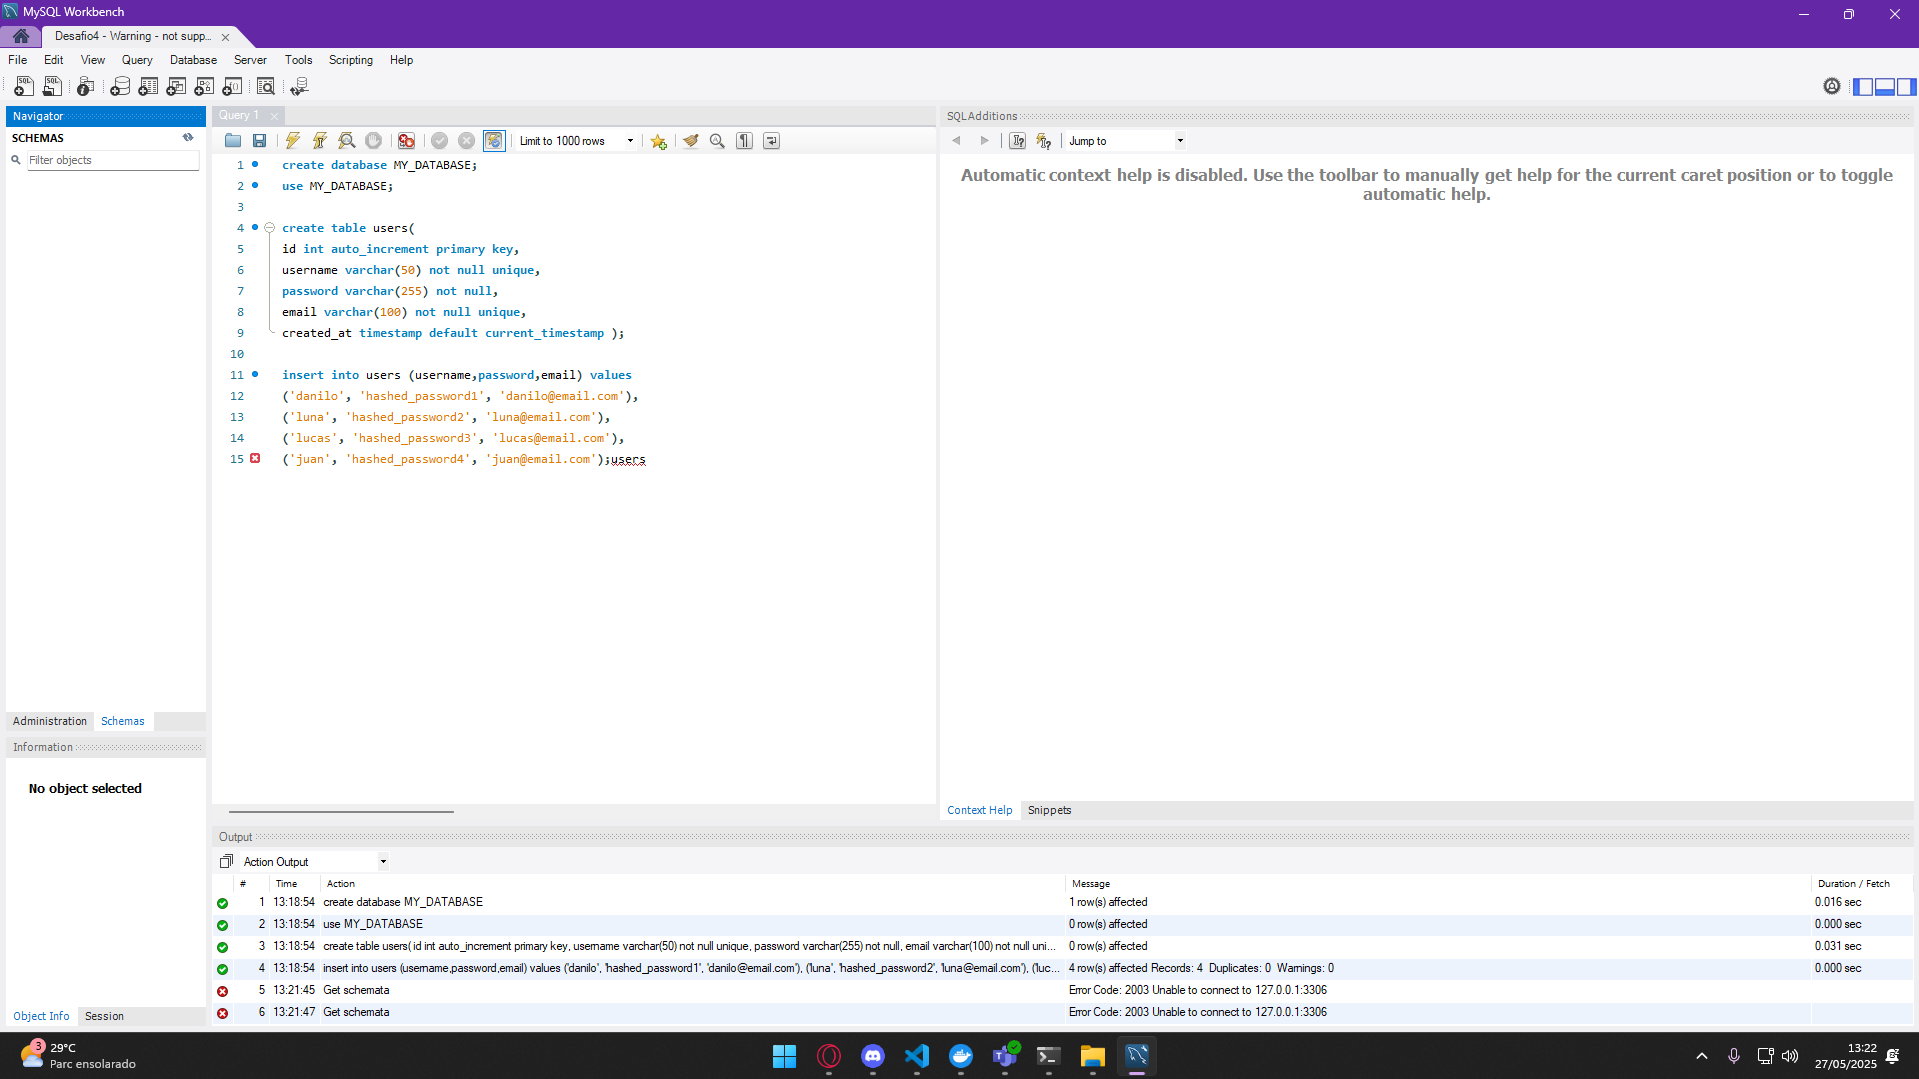 MySQL Workbench
Desafio4 - Warning - not supp...
File Edit View Query Database Server Tools Scripting Help
Navigator
SCHEMAS
Filter objects
Administration Schemas
Information
No object selected
Object Info Session
Query 1
Limit to 1000 rows
1 create database MY_DATABASE;
2 use MY_DATABASE;
3
4 create table users(
5 id int auto_increment primary key,
6 username varchar(50) not null unique,
7 password varchar(255) not null,
8 email varchar(100) not null unique,
9 created_at timestamp default current_timestamp );
10
11 insert into users (username,password,email) values
12 ('danilo', 'hashed_password1', 'danilo@email.com'),
13 ('luna', 'hashed_password2', 'luna@email.com'),
14 ('lucas', 'hashed_password3', 'lucas@email.com'),
15 ('juan', 'hashed_password4', 'juan@email.com');users
SQLAdditions
Jump to
Automatic context help is disabled. Use the toolbar to manually get help for the current caret position or to toggle
automatic help.
Context Help Snippets
Output
Action Output
# Time Action Message Duration / Fetch
1 13:18:54 create database MY_DATABASE 1 row(s) affected 0.016 sec
2 13:18:54 use MY_DATABASE 0 row(s) affected 0.000 sec
3 13:18:54 create table users( id int auto_increment primary key, username varchar(50) not null unique, password varchar(255) not null, email varchar(100) not null uni... 0 row(s) affected 0.031 sec
4 13:18:54 insert into users (username,password,email) values ('danilo', 'hashed_password1', 'danilo@email.com'), ('luna', 'hashed_password2', 'luna@email.com'), ('luc... 4 row(s) affected Records: 4 Duplicates: 0 Warnings: 0 0.000 sec
5 13:21:45 Get schemata Error Code: 2003 Unable to connect to 127.0.0.1:3306
6 13:21:47 Get schemata Error Code: 2003 Unable to connect to 127.0.0.1:3306
3
29°C
Parc ensolarado
13:22
27/05/2025